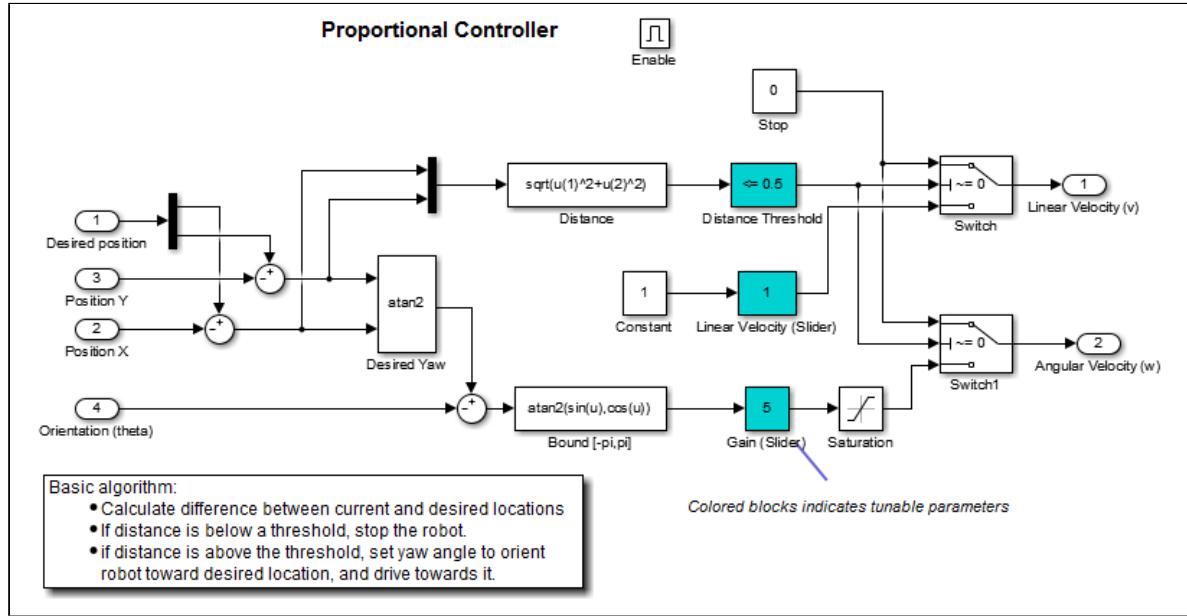 Proportional Controller
Enable
0
Stop
sqrt(u(1)^2+u(2)^2)
Distance
<= 0.5
Distance Threshold
~= 0
Switch
1
Linear Velocity (v)
1
Desired position
3
Position Y
2
Position X
- +
- +
atan2
Desired Yaw
1
Constant
1
Linear Velocity (Slider)
~= 0
Switch1
2
Angular Velocity (w)
4
Orientation (theta)
- +
atan2(sin(u),cos(u))
Bound [-pi,pi]
5
Gain (Slider)
Saturation
Colored blocks indicates tunable parameters
Basic algorithm:
• Calculate difference between current and desired locations
• If distance is below a threshold, stop the robot.
• if distance is above the threshold, set yaw angle to orient
robot toward desired location, and drive towards it.